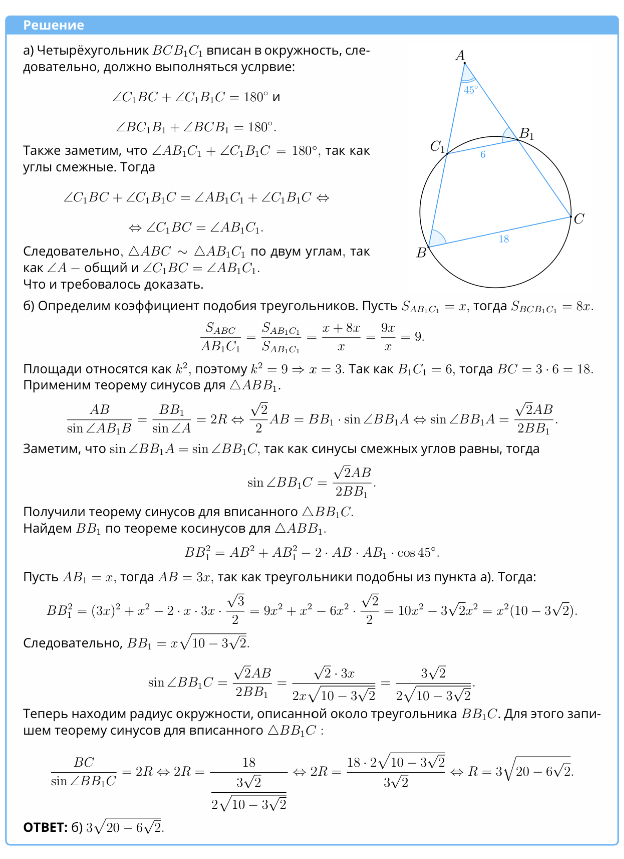 Решение
а) Четырёхугольник $BCB_1C_1$ вписан в окружность, сле-
довательно, должно выполняться услрвие:
$\angle C_1BC + \angle C_1B_1C = 180^\circ$ и
$\angle BC_1B_1 + \angle BCB_1 = 180^\circ.$
Также заметим, что $\angle AB_1C_1 + \angle C_1B_1C = 180^\circ$, так как
углы смежные. Тогда
$\angle C_1BC + \angle C_1B_1C = \angle AB_1C_1 + \angle C_1B_1C \Leftrightarrow$
$\Leftrightarrow \angle C_1BC = \angle AB_1C_1.$
Следовательно, $\triangle ABC \sim \triangle AB_1C_1$ по двум углам, так
как $\angle A$ − общий и $\angle C_1BC = \angle AB_1C_1.$
Что и требовалось доказать.
A
45°
C₁
B₁
6
B
18
C
б) Определим коэффициент подобия треугольников. Пусть $S_{AB_1C_1} = x$, тогда $S_{BCB_1C_1} = 8x.$
$\frac{S_{ABC}}{AB_1C_1} = \frac{S_{AB_1C_1}}{S_{AB_1C_1}} = \frac{x + 8x}{x} = \frac{9x}{x} = 9.$
Площади относятся как $k^2$, поэтому $k^2 = 9 \Rightarrow x = 3$. Так как $B_1C_1 = 6$, тогда $BC = 3 \cdot 6 = 18.$
Применим теорему синусов для $\triangle ABB_1.$
$\frac{AB}{\sin \angle AB_1B} = \frac{BB_1}{\sin \angle A} = 2R \Leftrightarrow \frac{\sqrt{2}}{2} AB = BB_1 \cdot \sin \angle BB_1A \Leftrightarrow \sin \angle BB_1A = \frac{\sqrt{2}AB}{2BB_1}.$
Заметим, что $\sin \angle BB_1A = \sin \angle BB_1C$, так как синусы смежных углов равны, тогда
$\sin \angle BB_1C = \frac{\sqrt{2}AB}{2BB_1}.$
Получили теорему синусов для вписанного $\triangle BB_1C.$
Найдем $BB_1$ по теореме косинусов для $\triangle ABB_1.$
$BB_1^2 = AB^2 + AB_1^2 - 2 \cdot AB \cdot AB_1 \cdot \cos 45^\circ.$
Пусть $AB_1 = x$, тогда $AB = 3x$, так как треугольники подобны из пункта а). Тогда:
$BB_1^2 = (3x)^2 + x^2 - 2 \cdot x \cdot 3x \cdot \frac{\sqrt{3}}{2} = 9x^2 + x^2 - 6x^2 \cdot \frac{\sqrt{2}}{2} = 10x^2 - 3\sqrt{2}x^2 = x^2(10 - 3\sqrt{2}).$
Следовательно, $BB_1 = x\sqrt{10 - 3\sqrt{2}}.$
$\sin \angle BB_1C = \frac{\sqrt{2}AB}{2BB_1} = \frac{\sqrt{2} \cdot 3x}{2x\sqrt{10 - 3\sqrt{2}}} = \frac{3\sqrt{2}}{2\sqrt{10 - 3\sqrt{2}}}.$
Теперь находим радиус окружности, описанной около треугольника $BB_1C$. Для этого запи-
шем теорему синусов для вписанного $\triangle BB_1C$ :
$\frac{BC}{\sin \angle BB_1C} = 2R \Leftrightarrow 2R = \frac{18}{\frac{3\sqrt{2}}{2\sqrt{10 - 3\sqrt{2}}}} \Leftrightarrow 2R = \frac{18 \cdot 2\sqrt{10 - 3\sqrt{2}}}{3\sqrt{2}} \Leftrightarrow R = 3\sqrt{20 - 6\sqrt{2}}.$
ОТВЕТ: б) $3\sqrt{20 - 6\sqrt{2}}.$